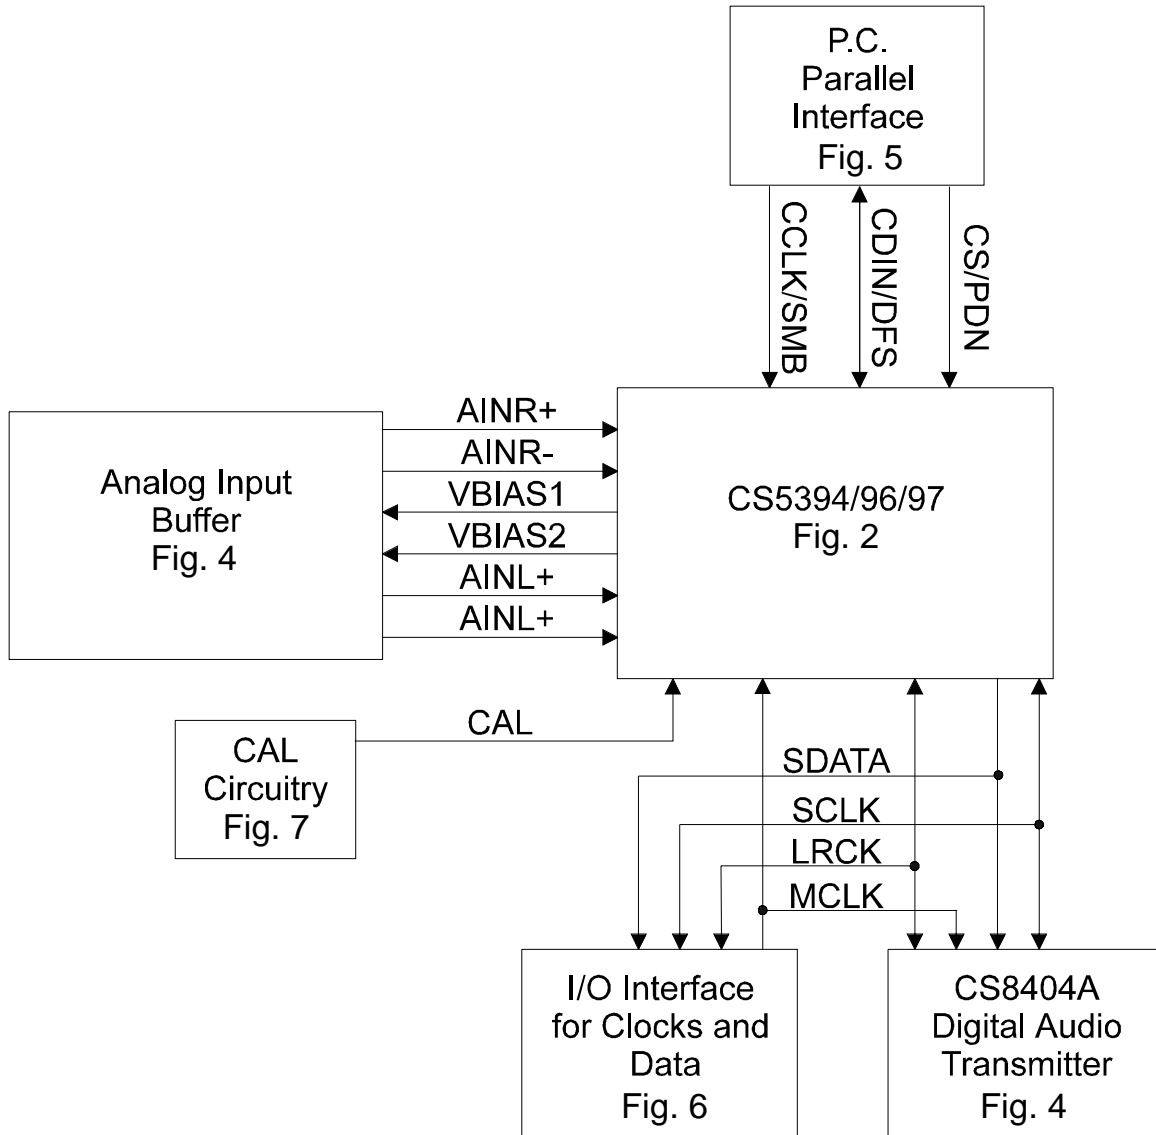 P.C.
Parallel
Interface
Fig. 5
CCLK/SMB
CDIN/DFS
CS/PDN
Analog Input
Buffer
Fig. 4
AINR+
AINR-
VBIAS1
VBIAS2
AINL+
AINL+
CS5394/96/97
Fig. 2
CAL
Circuitry
Fig. 7
CAL
SDATA
SCLK
LRCK
MCLK
I/O Interface
for Clocks and
Data
Fig. 6
CS8404A
Digital Audio
Transmitter
Fig. 4